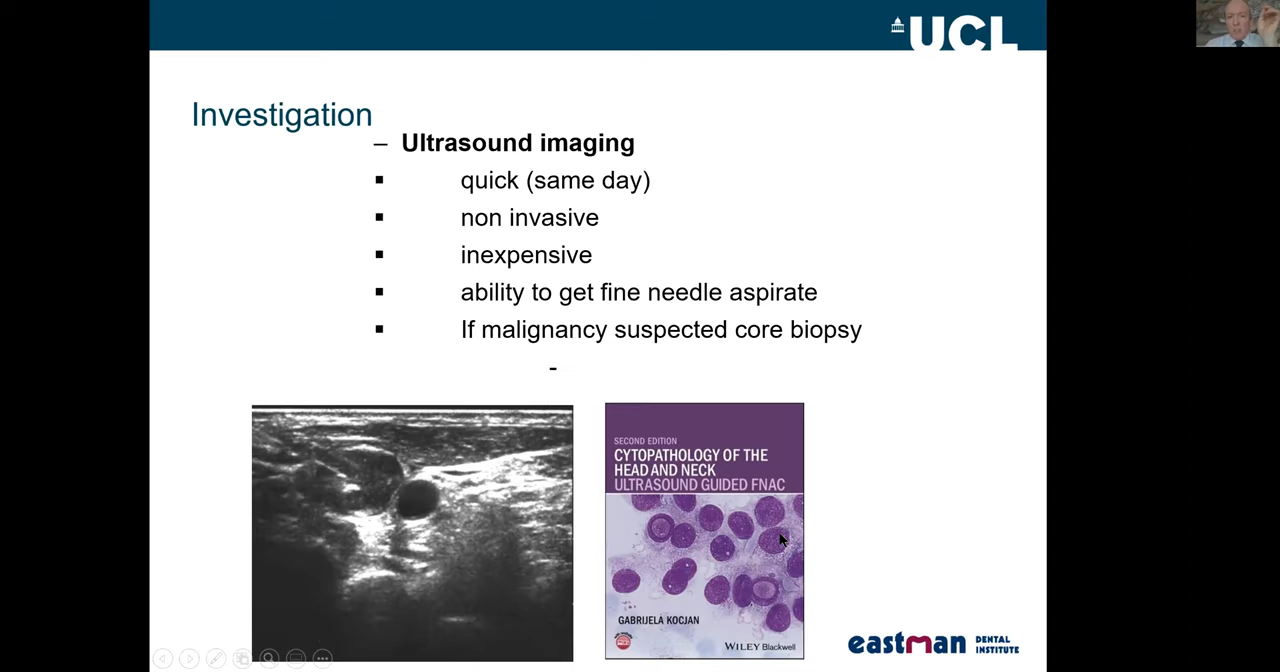 UCL
Investigation
– Ultrasound imaging
▪ quick (same day)
▪ non invasive
▪ inexpensive
▪ ability to get fine needle aspirate
▪ If malignancy suspected core biopsy
-
SECOND EDITION
CYTOPATHOLOGY OF THE
HEAD AND NECK
ULTRASOUND GUIDED FNAC
GABRIJELA KOCJAN
WILEY Blackwell
eastman DENTAL
INSTITUTE